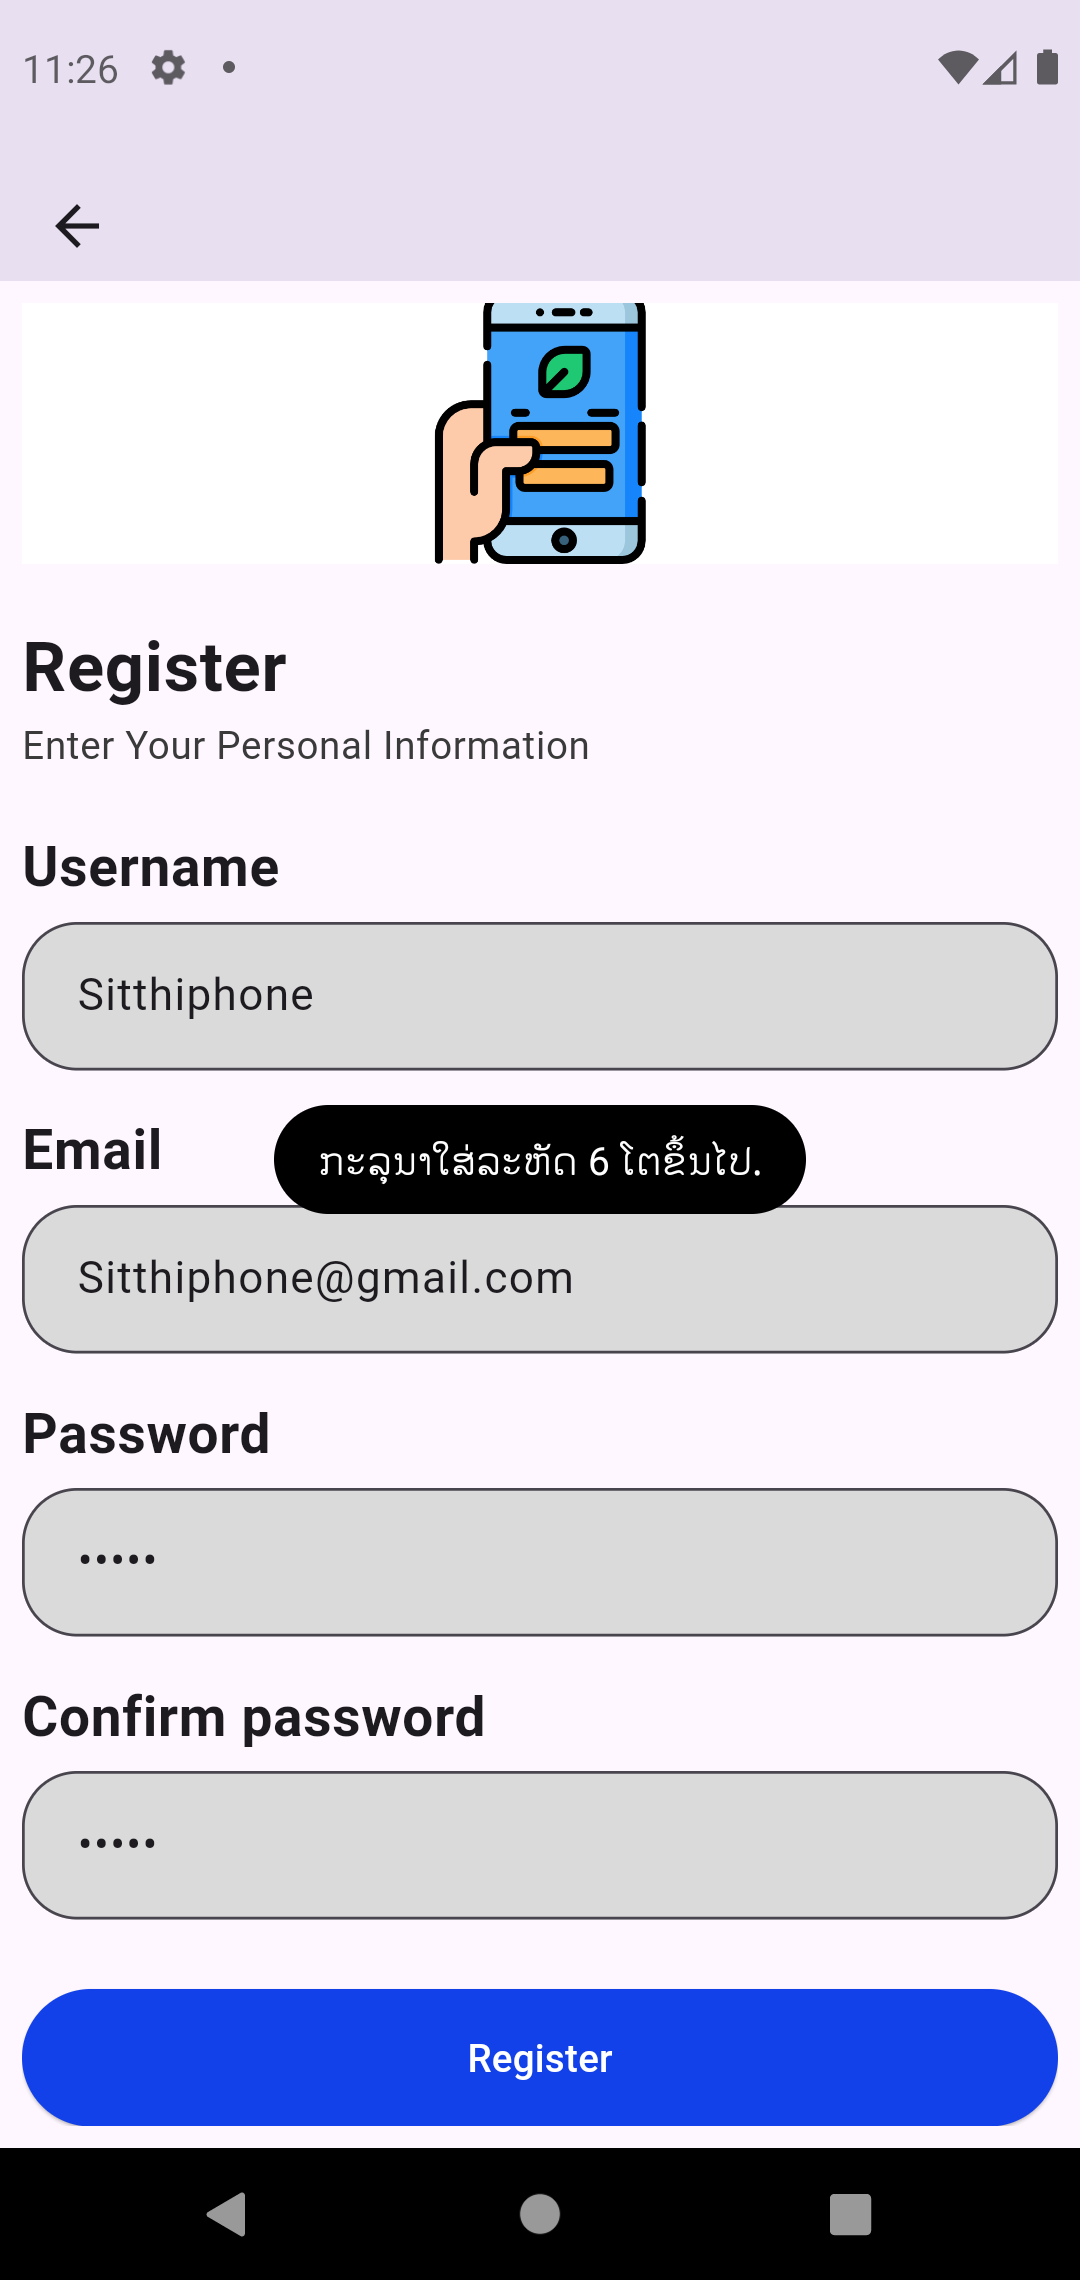 11:26
Register
Enter Your Personal Information
Username
Sitthiphone
Email
ກະລຸນາໃສ່ລະຫັດ 6 ໂຕຂຶ້ນໄປ.
Sitthiphone@gmail.com
Password
•••••
Confirm password
•••••
Register